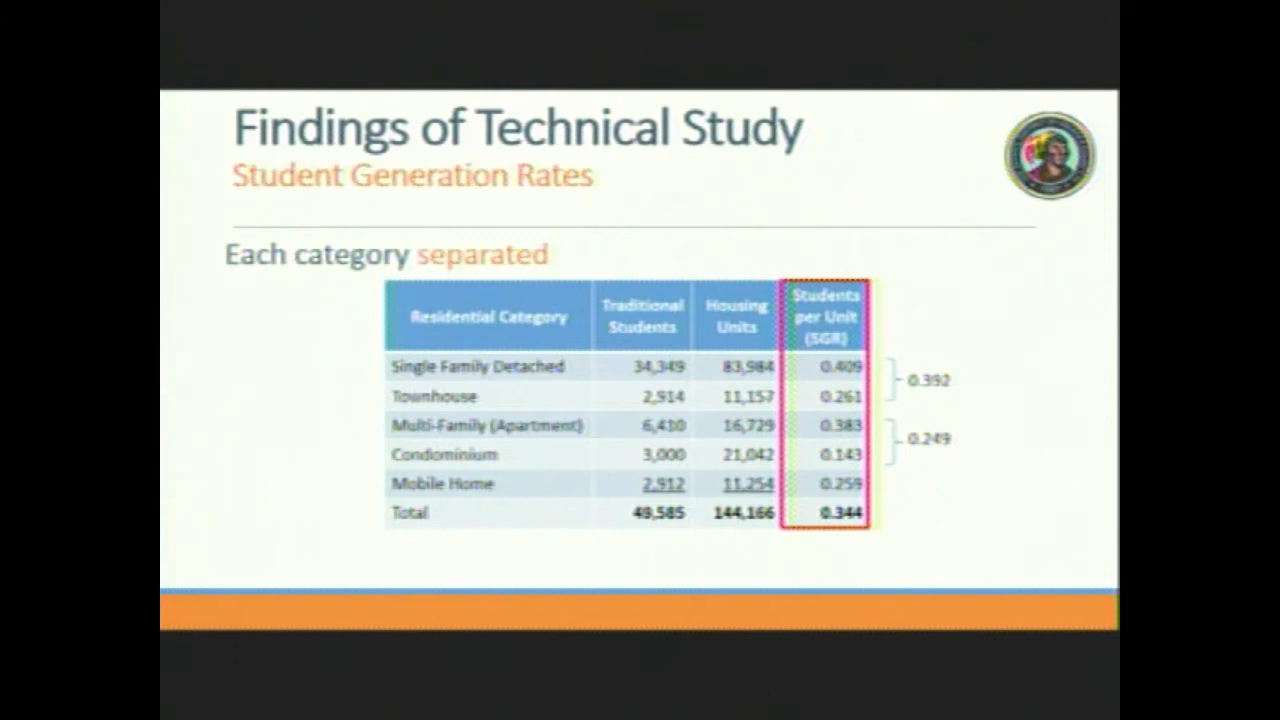 Findings of Technical Study
Student Generation Rates
Each category separated
Residential Category Traditional Students Housing Units Students per Unit (SGR)
Single Family Detached 34,349 83,984 0.409
0.392
Townhouse 2,914 11,157 0.261
Multi-Family (Apartment) 6,410 16,729 0.383
0.249
Condominium 3,000 21,042 0.143
Mobile Home 2,912 11,254 0.259
Total 49,585 144,166 0.344